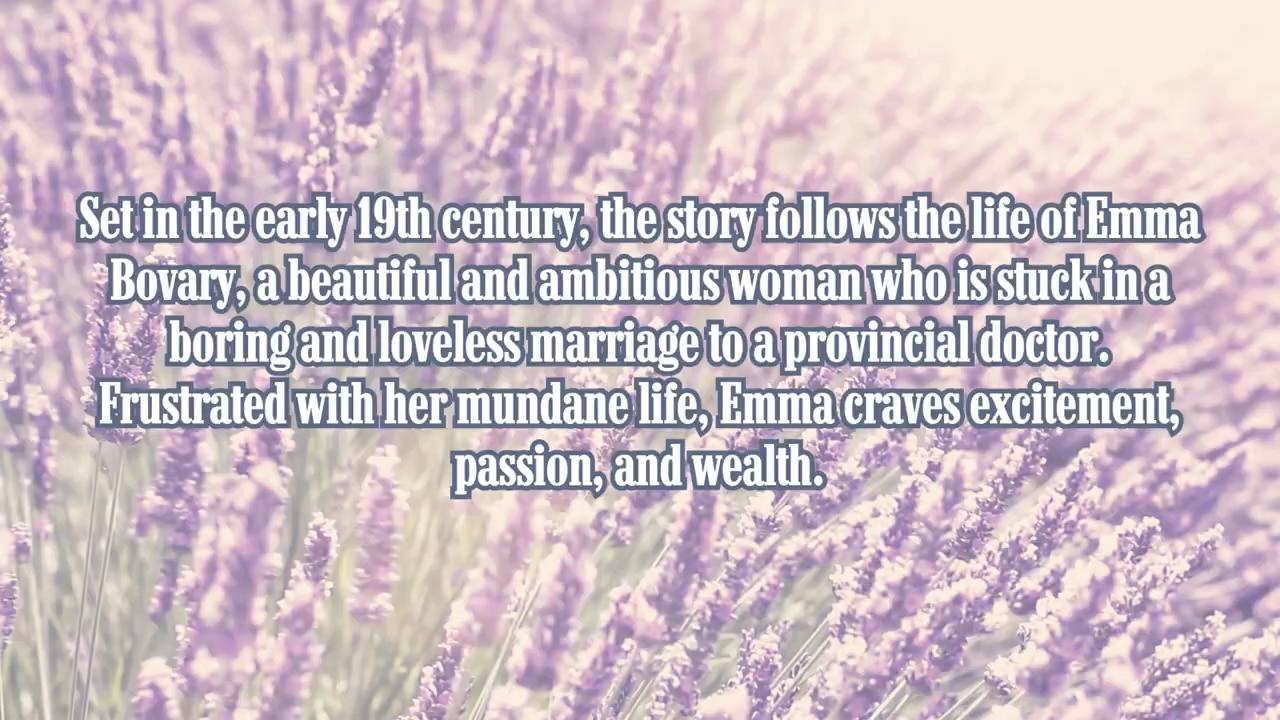 Set in the early 19th century, the story follows the life of Emma
Bovary, a beautiful and ambitious woman who is stuck in a
boring and loveless marriage to a provincial doctor.
Frustrated with her mundane life, Emma craves excitement,
passion, and wealth.